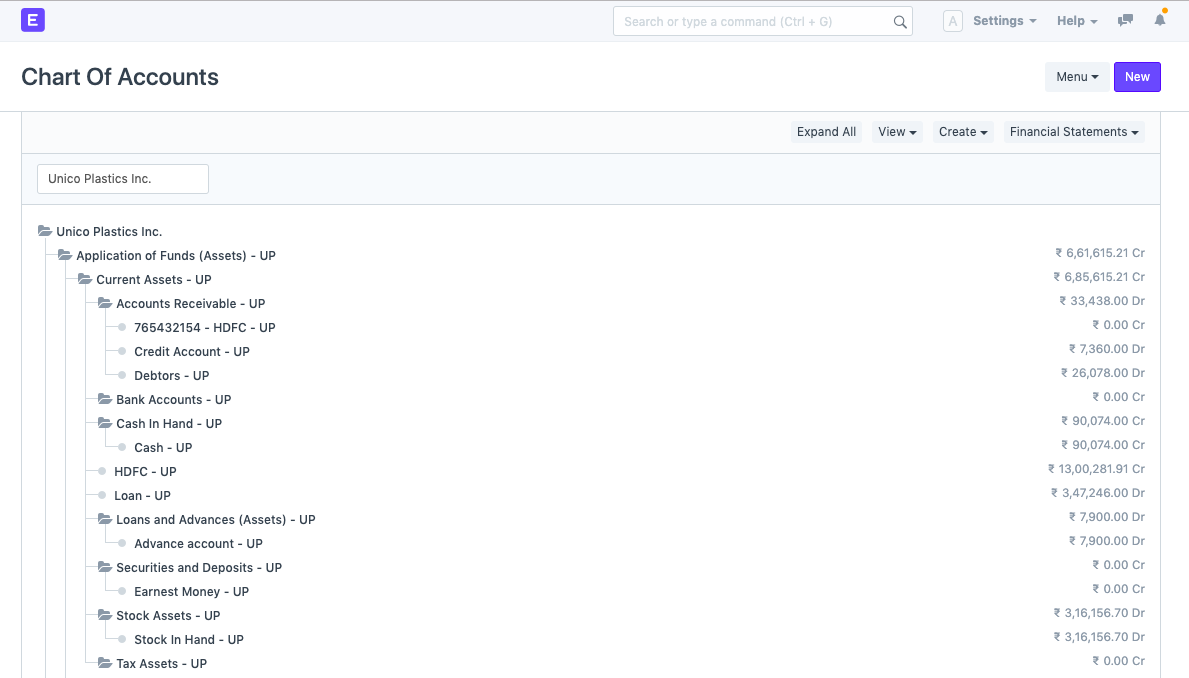 E Search or type a command (Ctrl + G) A Settings Help
Chart Of Accounts Menu New
Expand All View Create Financial Statements
Unico Plastics Inc.
Unico Plastics Inc.
Application of Funds (Assets) - UP ₹ 6,61,615.21 Cr
Current Assets - UP ₹ 6,85,615.21 Cr
Accounts Receivable - UP ₹ 33,438.00 Dr
765432154 - HDFC - UP ₹ 0.00 Cr
Credit Account - UP ₹ 7,360.00 Dr
Debtors - UP ₹ 26,078.00 Dr
Bank Accounts - UP ₹ 0.00 Cr
Cash In Hand - UP ₹ 90,074.00 Cr
Cash - UP ₹ 90,074.00 Cr
HDFC - UP ₹ 13,00,281.91 Cr
Loan - UP ₹ 3,47,246.00 Dr
Loans and Advances (Assets) - UP ₹ 7,900.00 Dr
Advance account - UP ₹ 7,900.00 Dr
Securities and Deposits - UP ₹ 0.00 Cr
Earnest Money - UP ₹ 0.00 Cr
Stock Assets - UP ₹ 3,16,156.70 Dr
Stock In Hand - UP ₹ 3,16,156.70 Dr
Tax Assets - UP ₹ 0.00 Cr